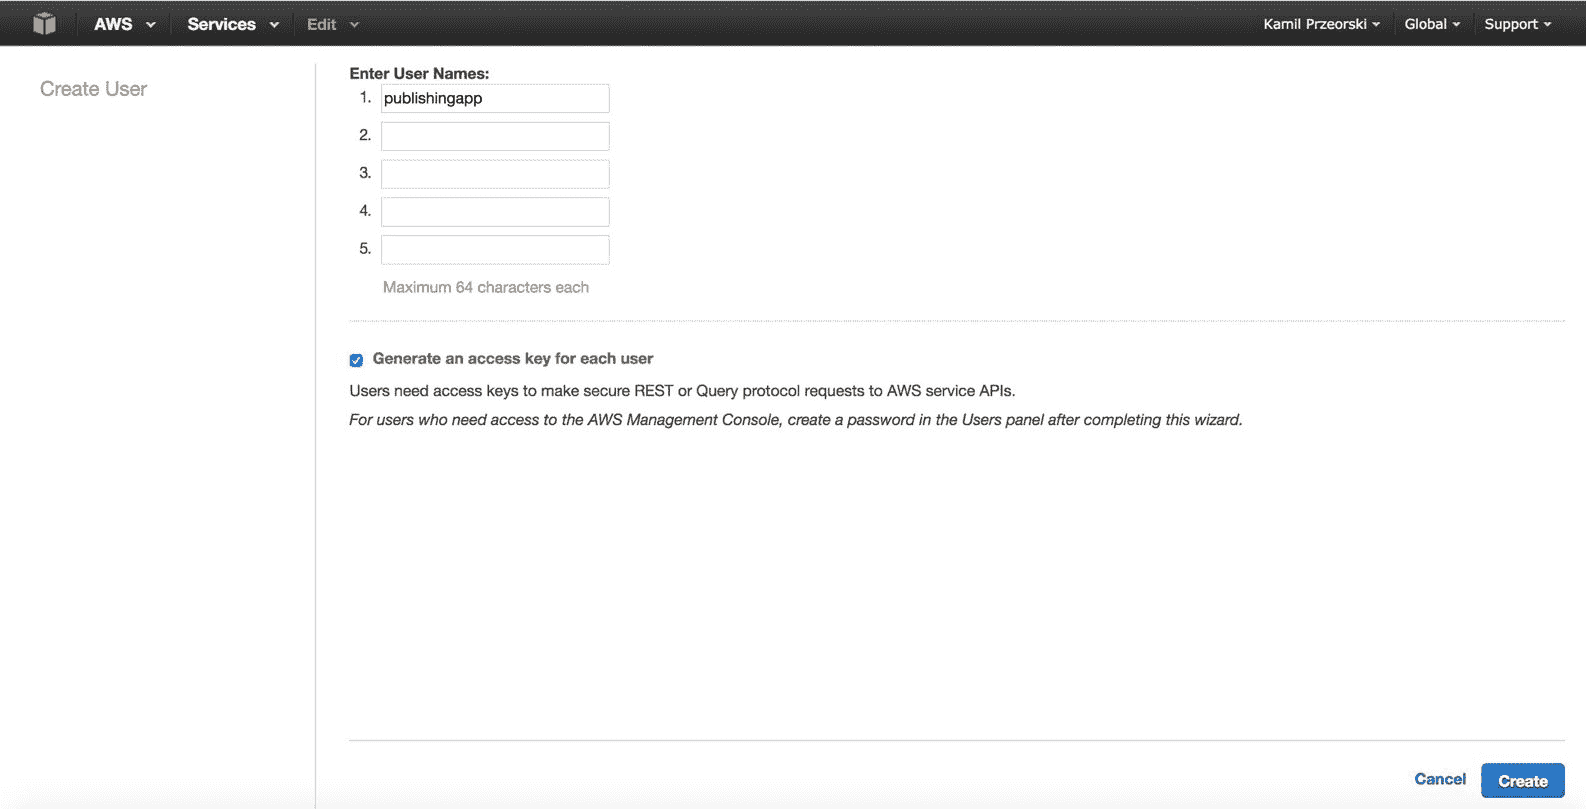 AWS Services Edit Kamil Przeorski Global Support
Create User
Enter User Names:
1. publishingapp
2.
3.
4.
5.
Maximum 64 characters each
Generate an access key for each user
Users need access keys to make secure REST or Query protocol requests to AWS service APIs.
For users who need access to the AWS Management Console, create a password in the Users panel after completing this wizard.
Cancel Create